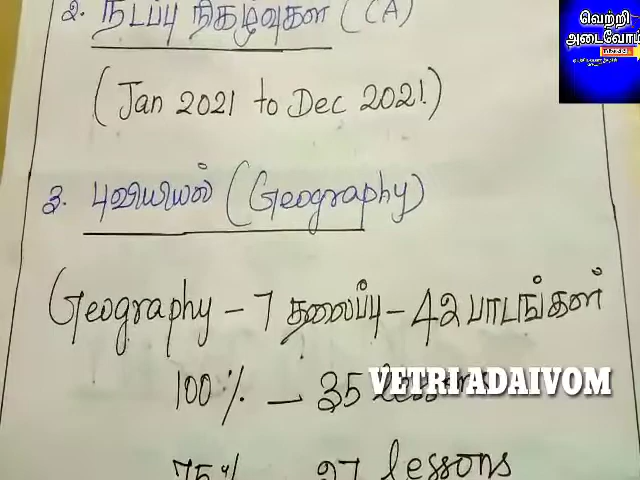 2. நடப்பு நிகழ்வுகள் (CA)
வெற்றி
அடைவோம்
(Jan 2021 to Dec 2021)
3. புவியியல் (Geography)
Geography - 7 தலைப்பு - 42 பாடங்கள்
100% - 35 lessons
VETRI ADAIVOM
75% - 27 lessons